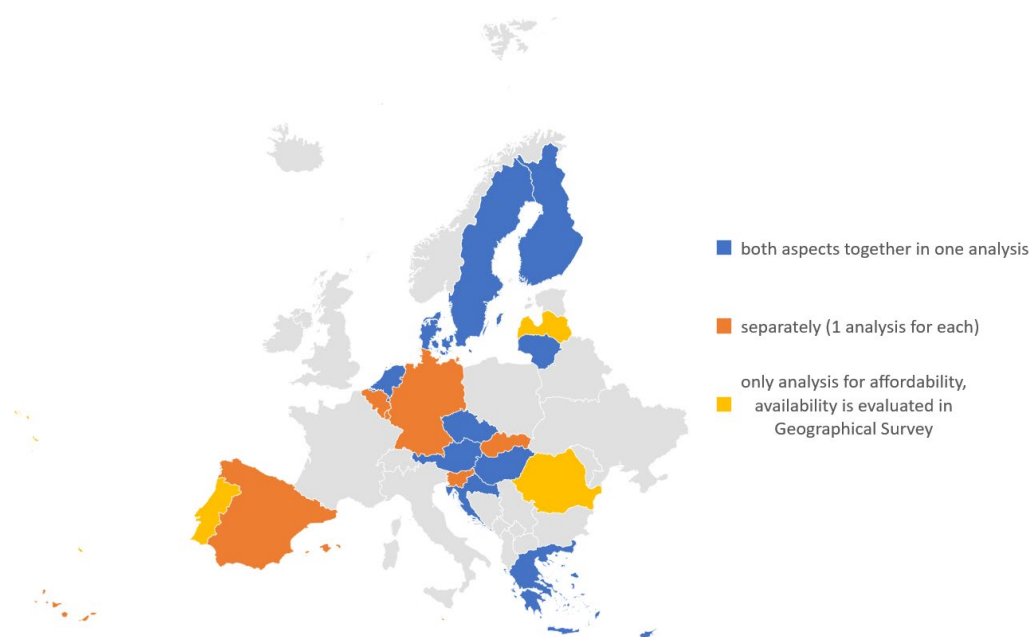 both aspects together in one analysis
separately (1 analysis for each)
only analysis for affordability,
availability is evaluated in
Geographical Survey